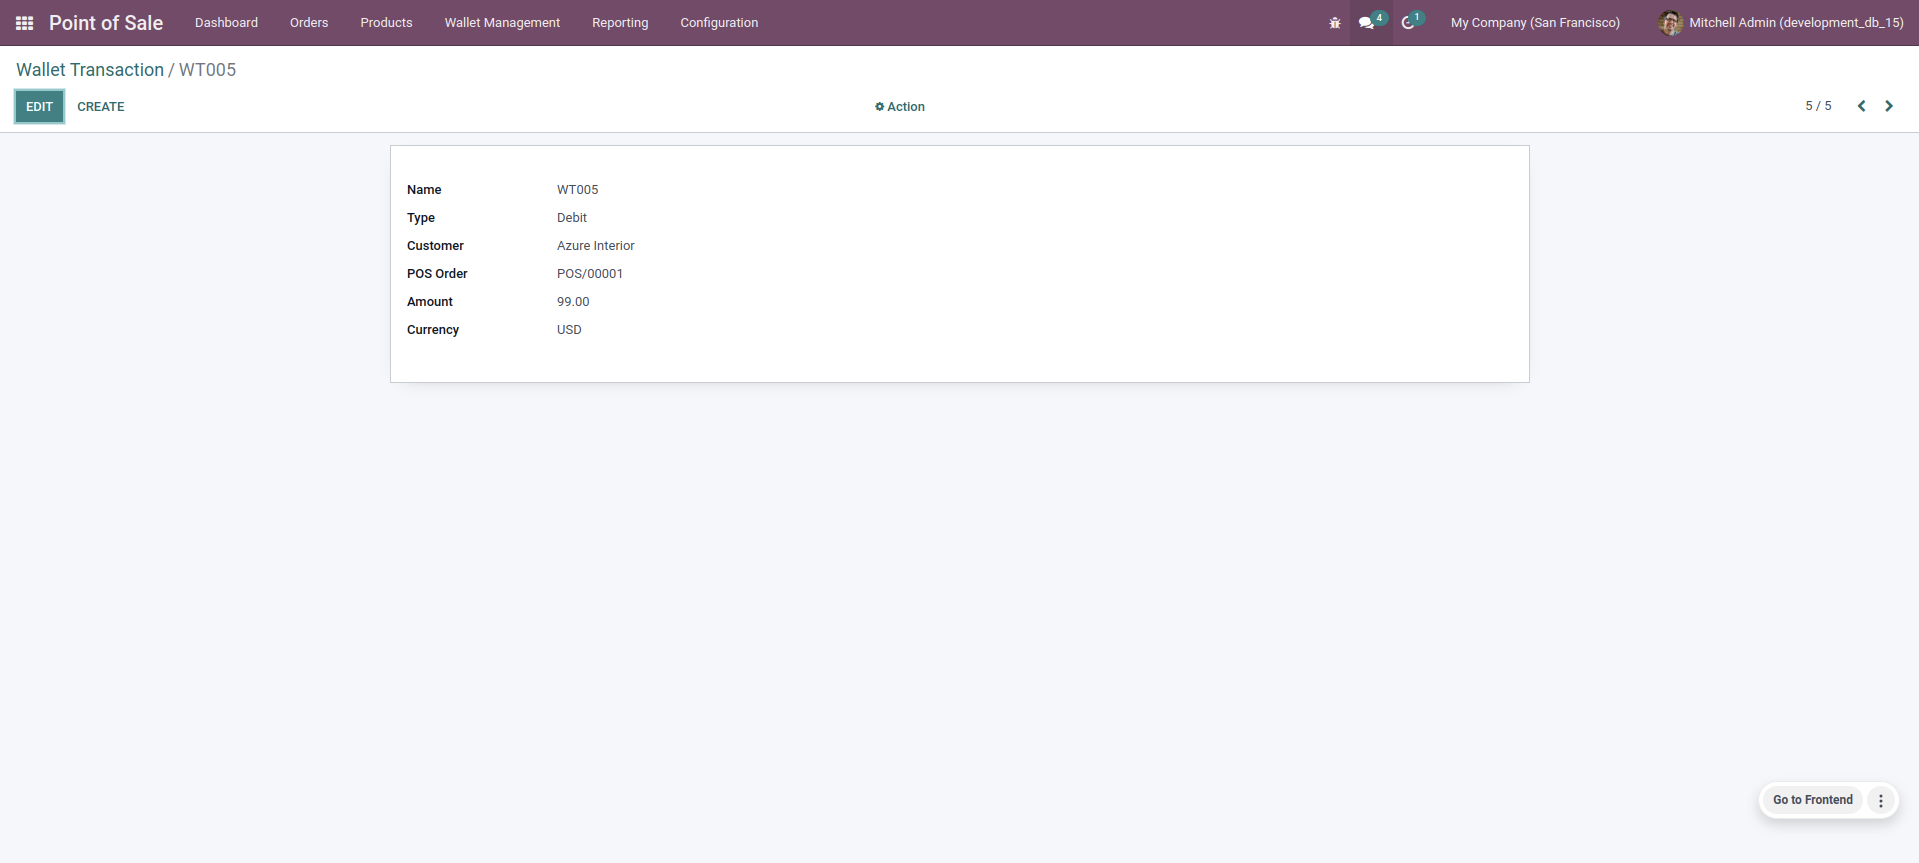 Point of Sale Dashboard Orders Products Wallet Management Reporting Configuration 4 1 My Company (San Francisco) Mitchell Admin (development_db_15)
Wallet Transaction / WT005
EDIT CREATE Action 5 / 5
Name WT005
Type Debit
Customer Azure Interior
POS Order POS/00001
Amount 99.00
Currency USD
Go to Frontend